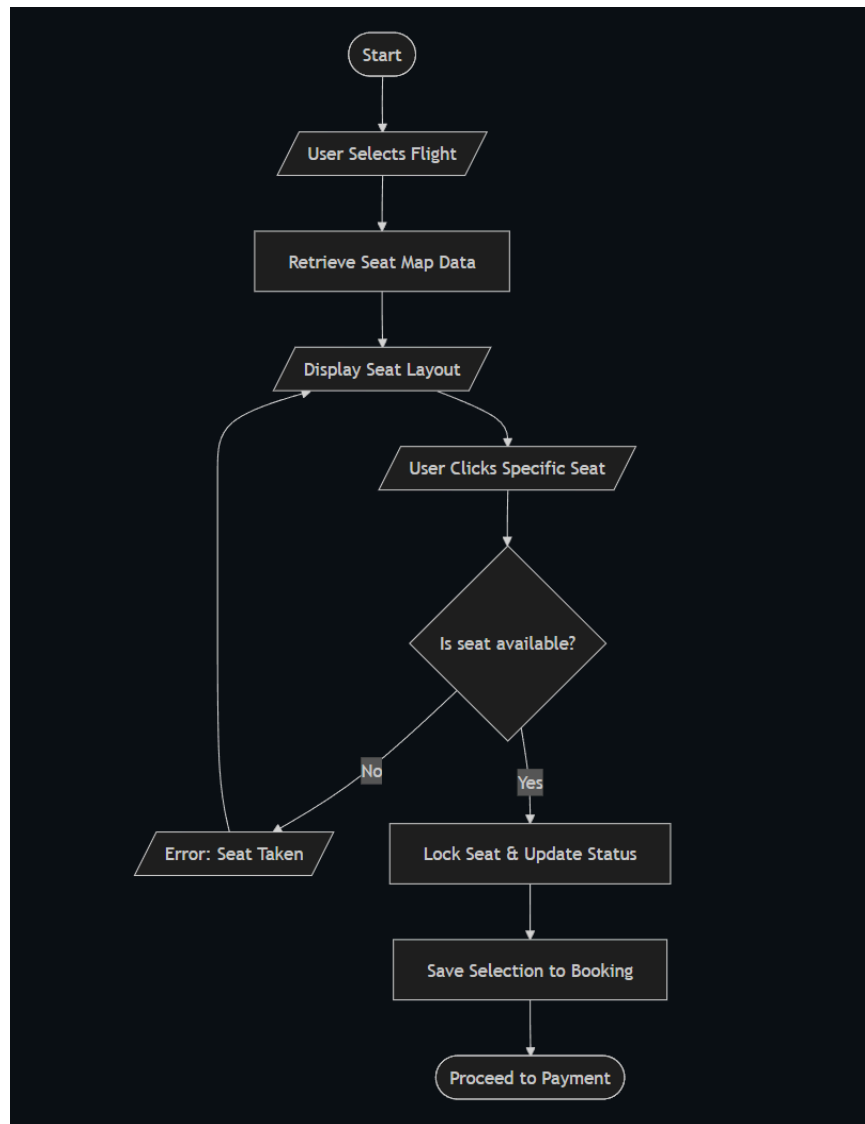 Start
User Selects Flight
Retrieve Seat Map Data
Display Seat Layout
User Clicks Specific Seat
Is seat available?
No
Yes
Error: Seat Taken
Lock Seat & Update Status
Save Selection to Booking
Proceed to Payment